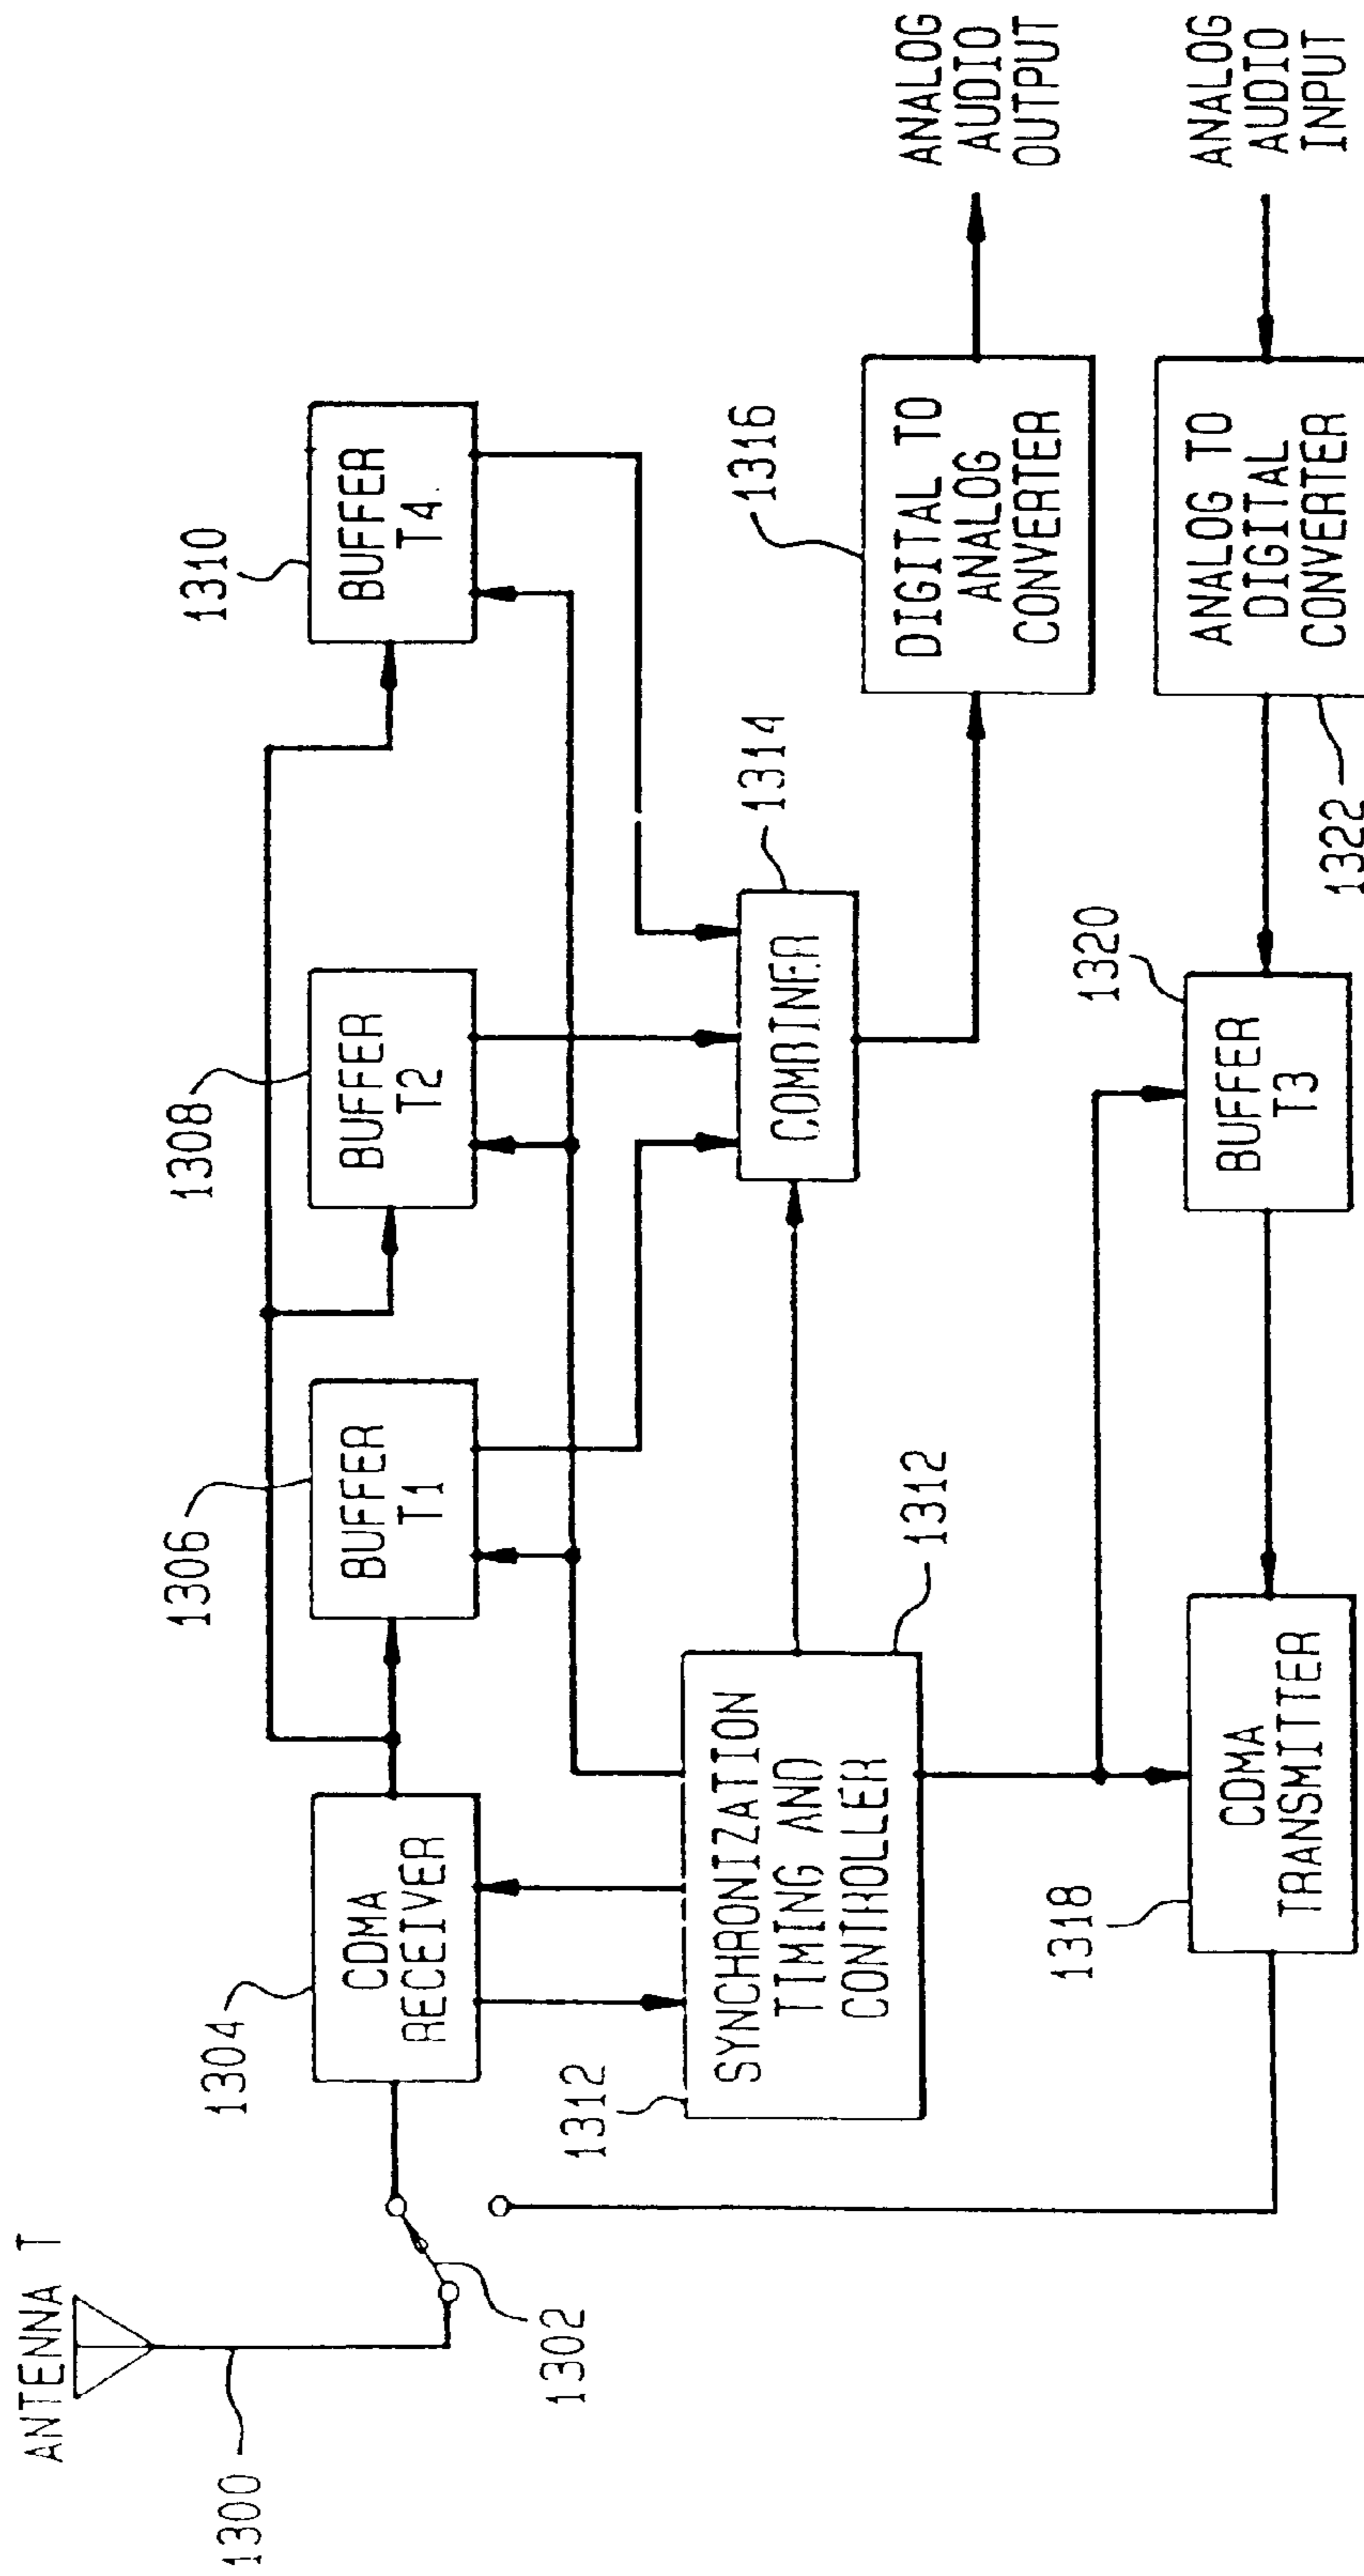 ANTENNA T
1300
1302
1304
CDMA
RECEIVER
1306
BUFFER
T1
1308
BUFFER
T2
1310
BUFFER
T4
1312
SYNCHRONIZATION
TIMING AND
CONTROLLER
1312
COMBINER
1314
1316
DIGITAL TO
ANALOG
CONVERTER
ANALOG
AUDIO
OUTPUT
1318
CDMA
TRANSMITTER
1320
BUFFER
T3
1322
ANALOG TO
DIGITAL
CONVERTER
ANALOG
AUDIO
INPUT